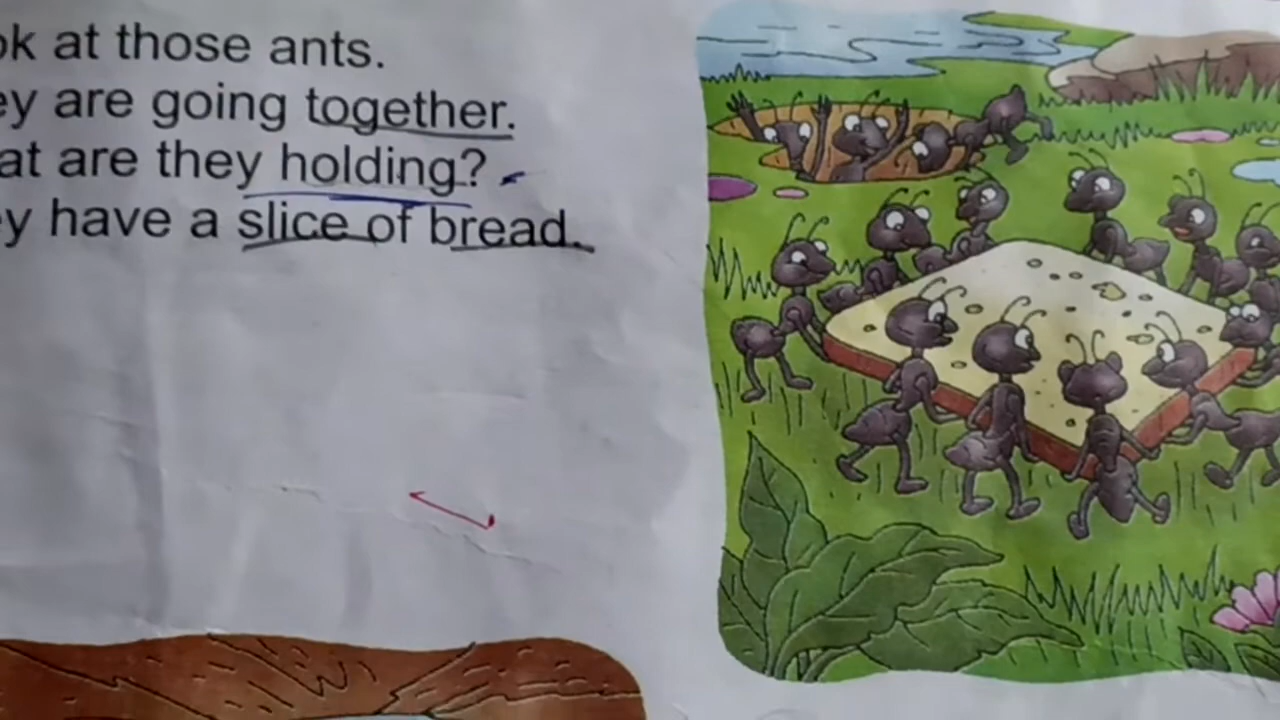 ok at those ants.
ey are going together.
at are they holding?
ey have a slice of bread.